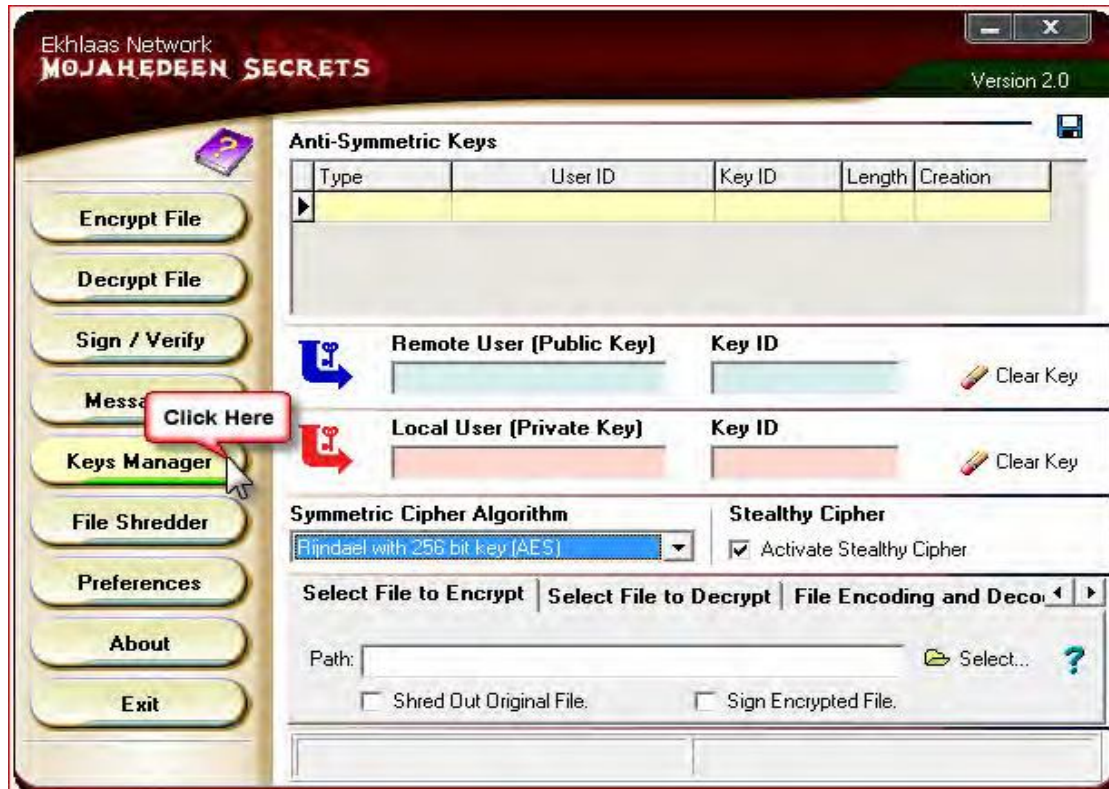 Ekhlaas Network
MOJAHEDEEN SECRETS
Version 2.0
Encrypt File
Decrypt File
Sign / Verify
Messa
Click Here
Keys Manager
File Shredder
Preferences
About
Exit
Anti-Symmetric Keys
Type User ID Key ID Length Creation
Remote User (Public Key) Key ID
Clear Key
Local User (Private Key) Key ID
Clear Key
Symmetric Cipher Algorithm Stealthy Cipher
Rijndael with 256 bit key (AES) Activate Stealthy Cipher
Select File to Encrypt Select File to Decrypt File Encoding and Deco
Path: Select... ?
Shred Out Original File. Sign Encrypted File.